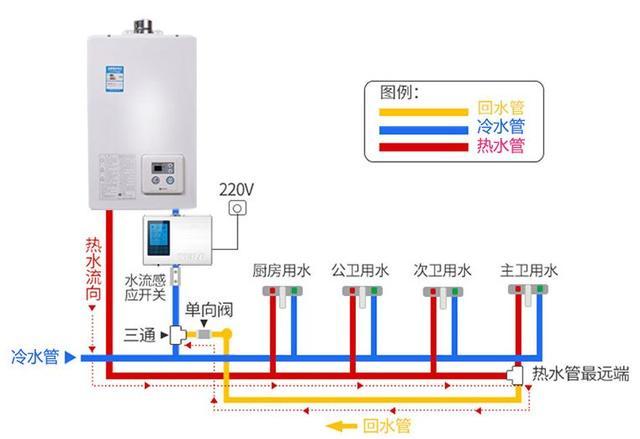 图例：
回水管
冷水管
热水管
220V
热水流向
水流感
应开关
厨房用水
公卫用水
次卫用水
主卫用水
单向阀
三通
冷水管
热水管最远端
回水管